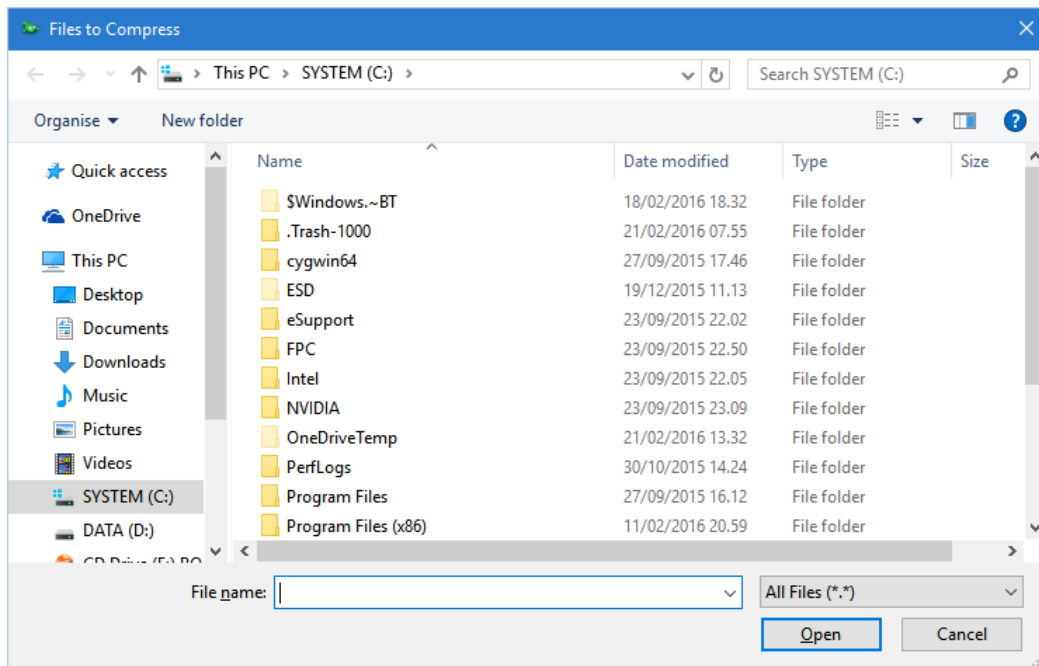 Files to Compress
This PC > SYSTEM (C:) >
Search SYSTEM (C:)
Organise
New folder
Name Date modified Type Size
Quick access
OneDrive
This PC
Desktop
Documents
Downloads
Music
Pictures
Videos
SYSTEM (C:)
DATA (D:)
$Windows.~BT 18/02/2016 18.32 File folder
.Trash-1000 21/02/2016 07.55 File folder
cygwin64 27/09/2015 17.46 File folder
ESD 19/12/2015 11.13 File folder
eSupport 23/09/2015 22.02 File folder
FPC 23/09/2015 22.50 File folder
Intel 23/09/2015 22.05 File folder
NVIDIA 23/09/2015 23.09 File folder
OneDriveTemp 21/02/2016 13.32 File folder
PerfLogs 30/10/2015 14.24 File folder
Program Files 27/09/2015 16.12 File folder
Program Files (x86) 11/02/2016 20.59 File folder
File name:
All Files (*.*)
Open
Cancel